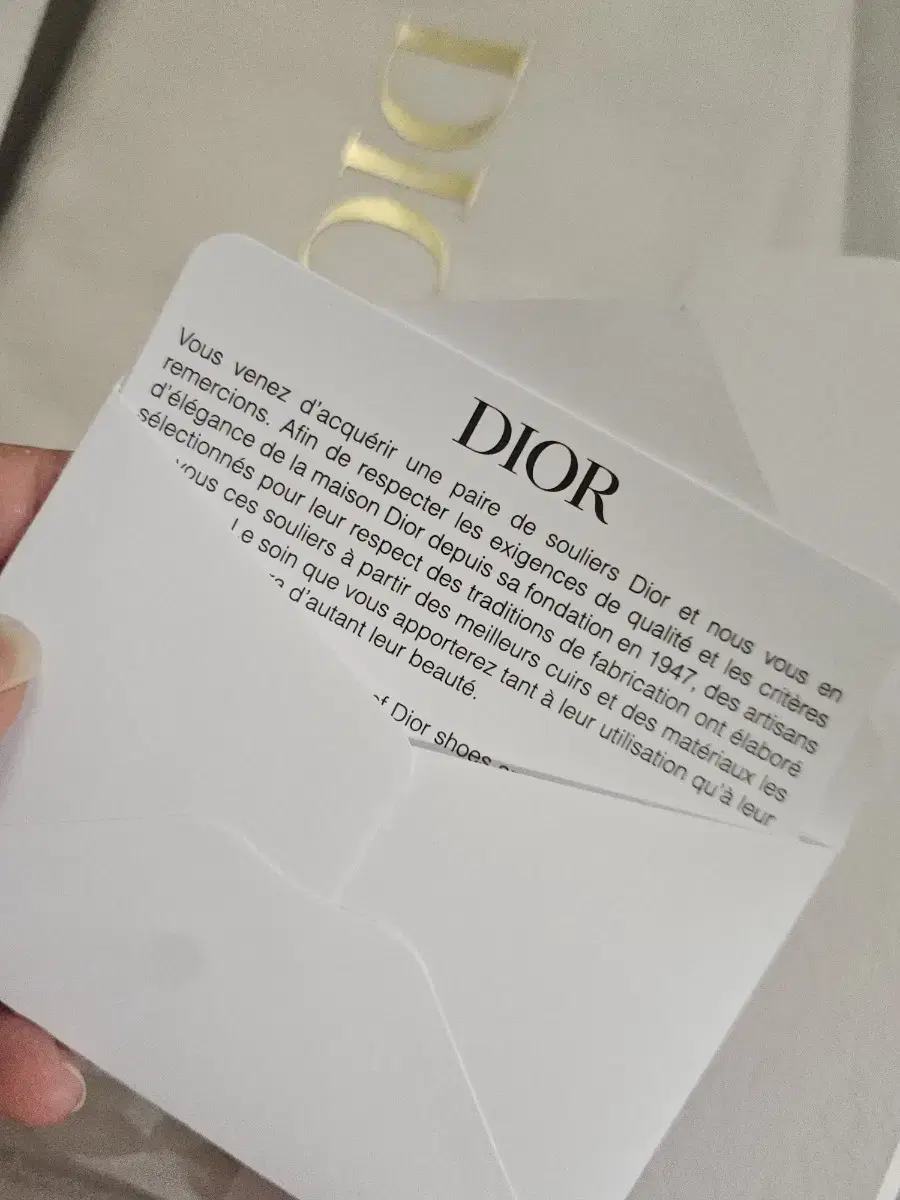 DIO
DIOR
Vous venez d'acquérir une paire de souliers Dior et nous vous en
remercions. Afin de respecter les exigences de qualité et les critères
d'élégance de la maison Dior depuis sa fondation en 1947, des artisans
sélectionnés pour leur respect des traditions de fabrication ont élaboré
vous ces souliers à partir des meilleurs cuirs et des matériaux les
Le soin que vous apporterez tant à leur utilisation qu'à leur
d'autant leur beauté.
of Dior shoes